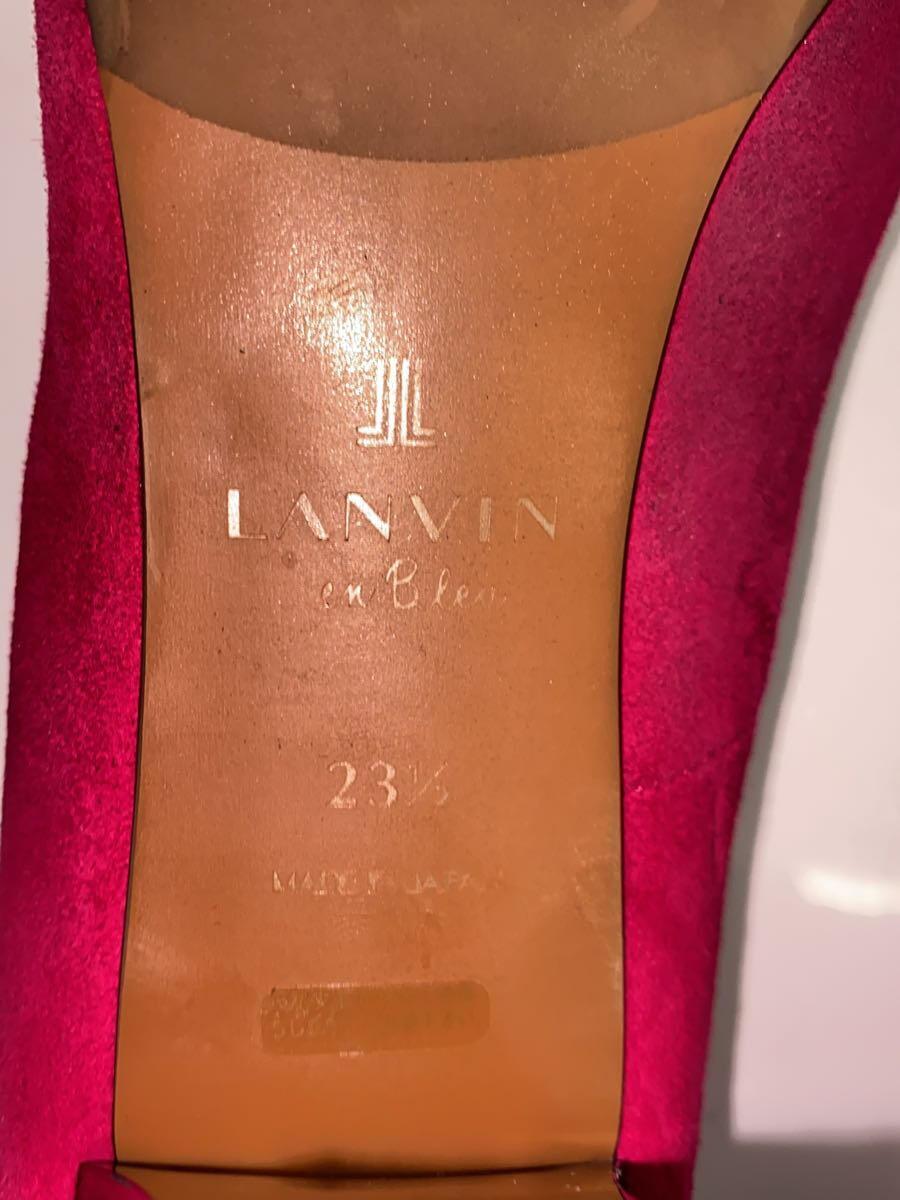 LANVIN
en Bleu
23½
MADE IN JAPAN